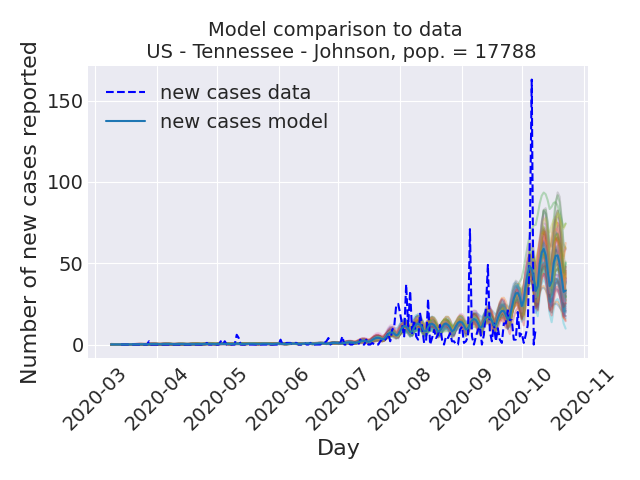 Model comparison to data
US - Tennessee - Johnson, pop. = 17788
Number of new cases reported
150
100
50
0
new cases data
new cases model
2020-03
2020-04
2020-05
2020-06
2020-07
2020-08
2020-09
2020-10
2020-11
Day